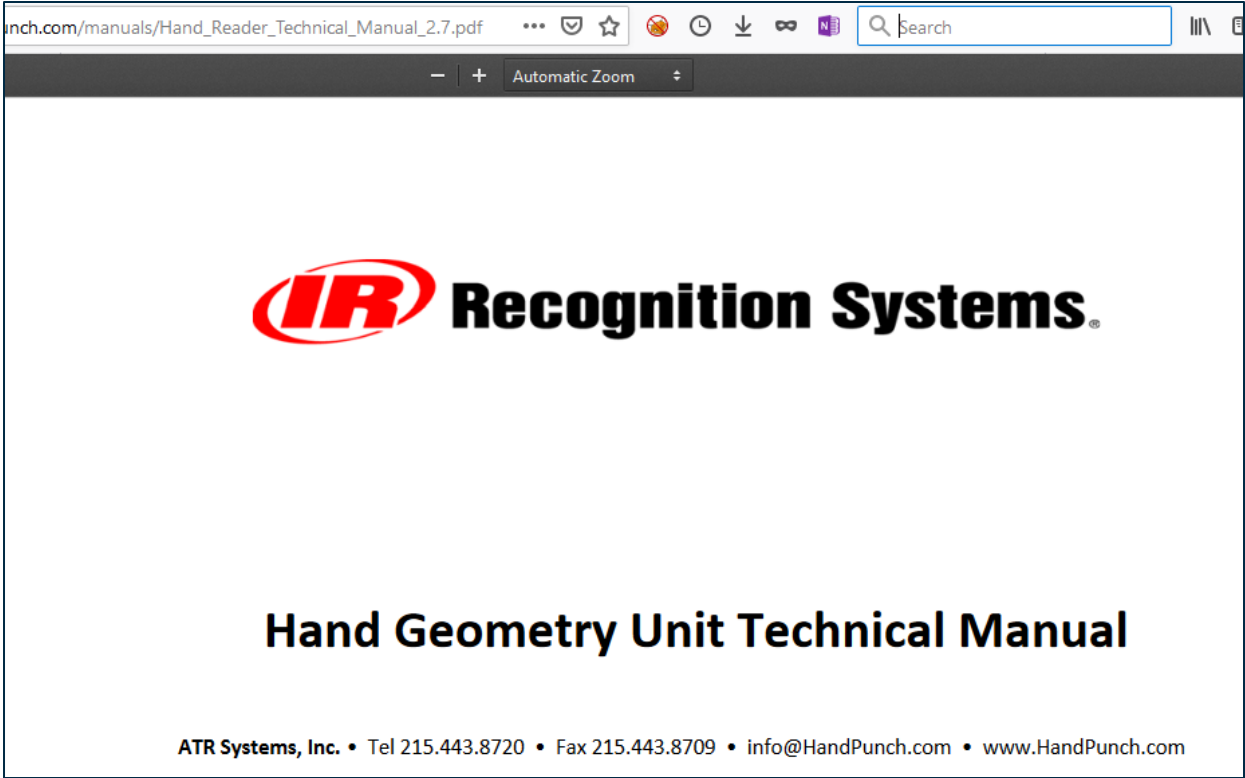 unch.com/manuals/Hand_Reader_Technical_Manual_2.7.pdf
Search
Automatic Zoom
IR Recognition Systems®
Hand Geometry Unit Technical Manual
ATR Systems, Inc. • Tel 215.443.8720 • Fax 215.443.8709 • info@HandPunch.com • www.HandPunch.com